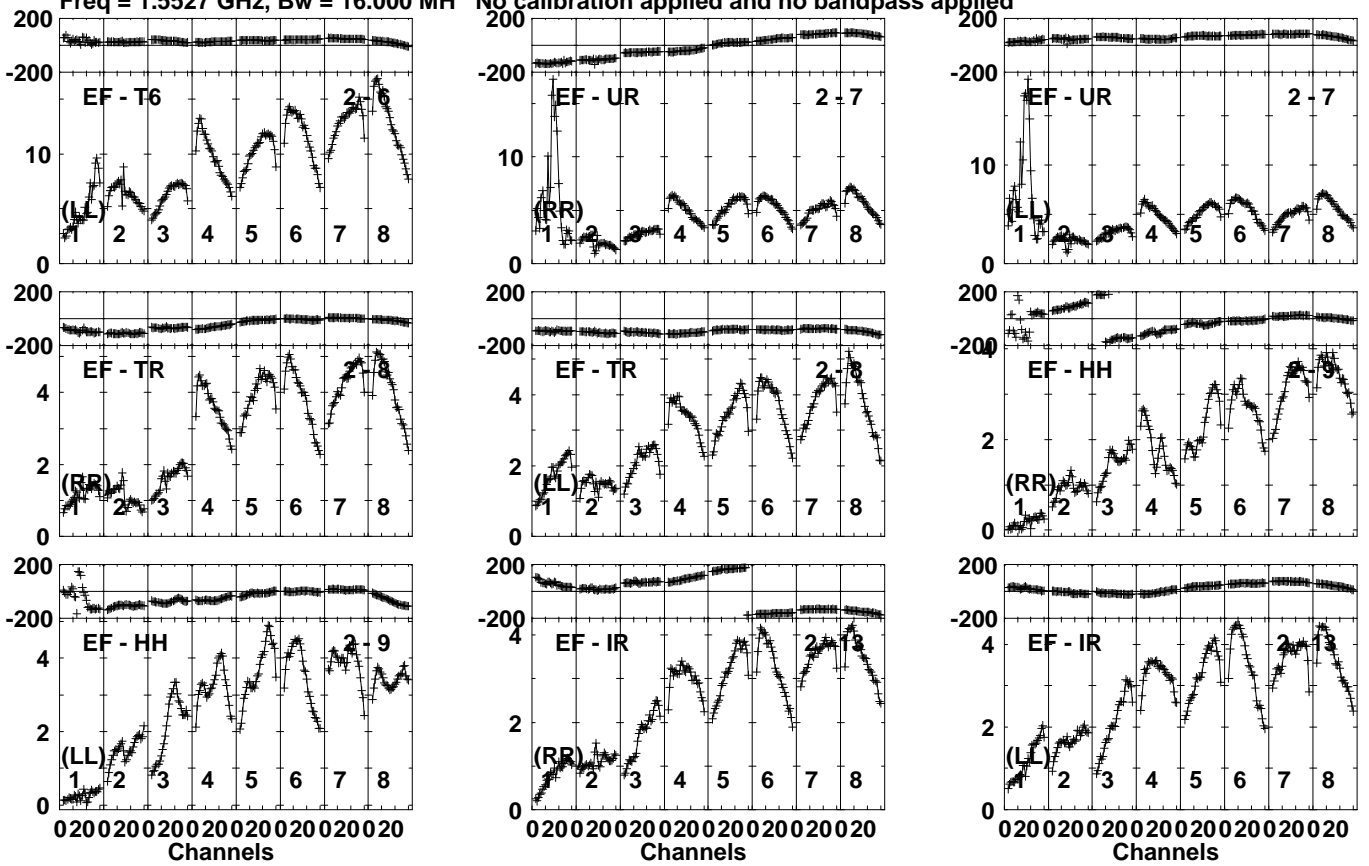 Freq = 1.5527 GHz, Bw = 16.000 MH   No calibration applied and no bandpass applied
200 200 200
-200 -200 -200
EF - T6 2 - 6 EF - UR 2 - 7 EF - UR 2 - 7
10 10 10
(LL) (RR) (LL)
1 2 3 4 5 6 7 8 1 2 3 4 5 6 7 8 1 2 3 4 5 6 7 8
0 0 0
200 200 200
-200 -200 -200
4
EF - TR 2 - 8 EF - TR 2 - 8 EF - HH 2 - 9
4 4
2 2 2
(RR) (LL) (RR)
1 2 3 4 5 6 7 8 1 2 3 4 5 6 7 8 1 2 3 4 5 6 7 8
0 0 0
200 200 200
-200 -200 -200
EF - HH 2 - 9 EF - IR 2 - 13 EF - IR 2 - 13
4 4 4
2 2 2
(LL) (RR) (LL)
1 2 3 4 5 6 7 8 1 2 3 4 5 6 7 8 1 2 3 4 5 6 7 8
0 0 0
0 20 0 20 0 20 0 20 0 20 0 20 0 20 0 20 0 20 0 20 0 20 0 20 0 20 0 20 0 20 0 20 0 20 0 20 0 20 0 20 0 20 0 20 0 20 0 20
Channels Channels Channels